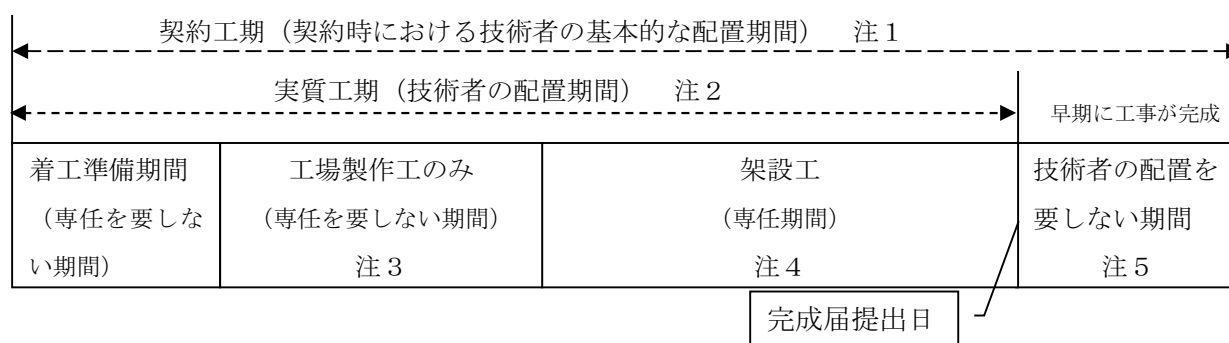 契約工期（契約時における技術者の基本的な配置期間）　注１
実質工期（技術者の配置期間）　注２
早期に工事が完成
着工準備期間
（専任を要しな
い期間）
工場製作工のみ
（専任を要しない期間）
注３
架設工
（専任期間）
注４
技術者の配置を
要しない期間
注５
完成届提出日